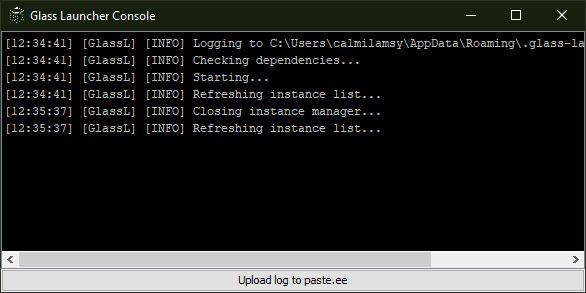 Glass Launcher Console
[12:34:41] [GlassL] [INFO] Logging to C:\Users\calmilamsy\AppData\Roaming\.glass-la
[12:34:41] [GlassL] [INFO] Checking dependencies...
[12:34:41] [GlassL] [INFO] Starting...
[12:34:41] [GlassL] [INFO] Refreshing instance list...
[12:35:37] [GlassL] [INFO] Closing instance manager...
[12:35:37] [GlassL] [INFO] Refreshing instance list...
Upload log to paste.ee